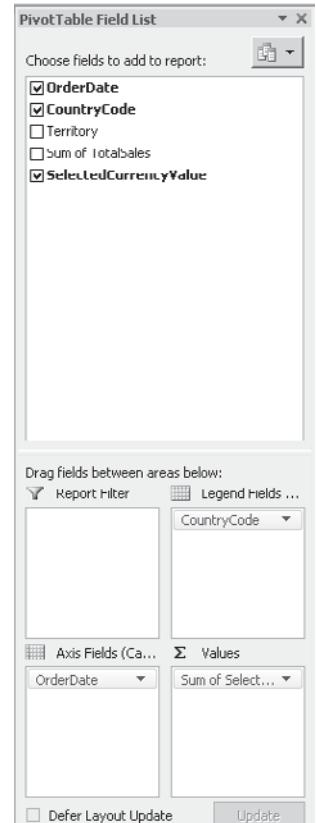 PivotTable Field List
Choose fields to add to report:
OrderDate
CountryCode
Territory
Sum of TotalSales
SelectedCurrencyValue
Drag fields between areas below:
Report Filter
Legend Fields ...
CountryCode
Axis Fields (Ca...
Σ Values
OrderDate
Sum of Select...
Defer Layout Update
Update